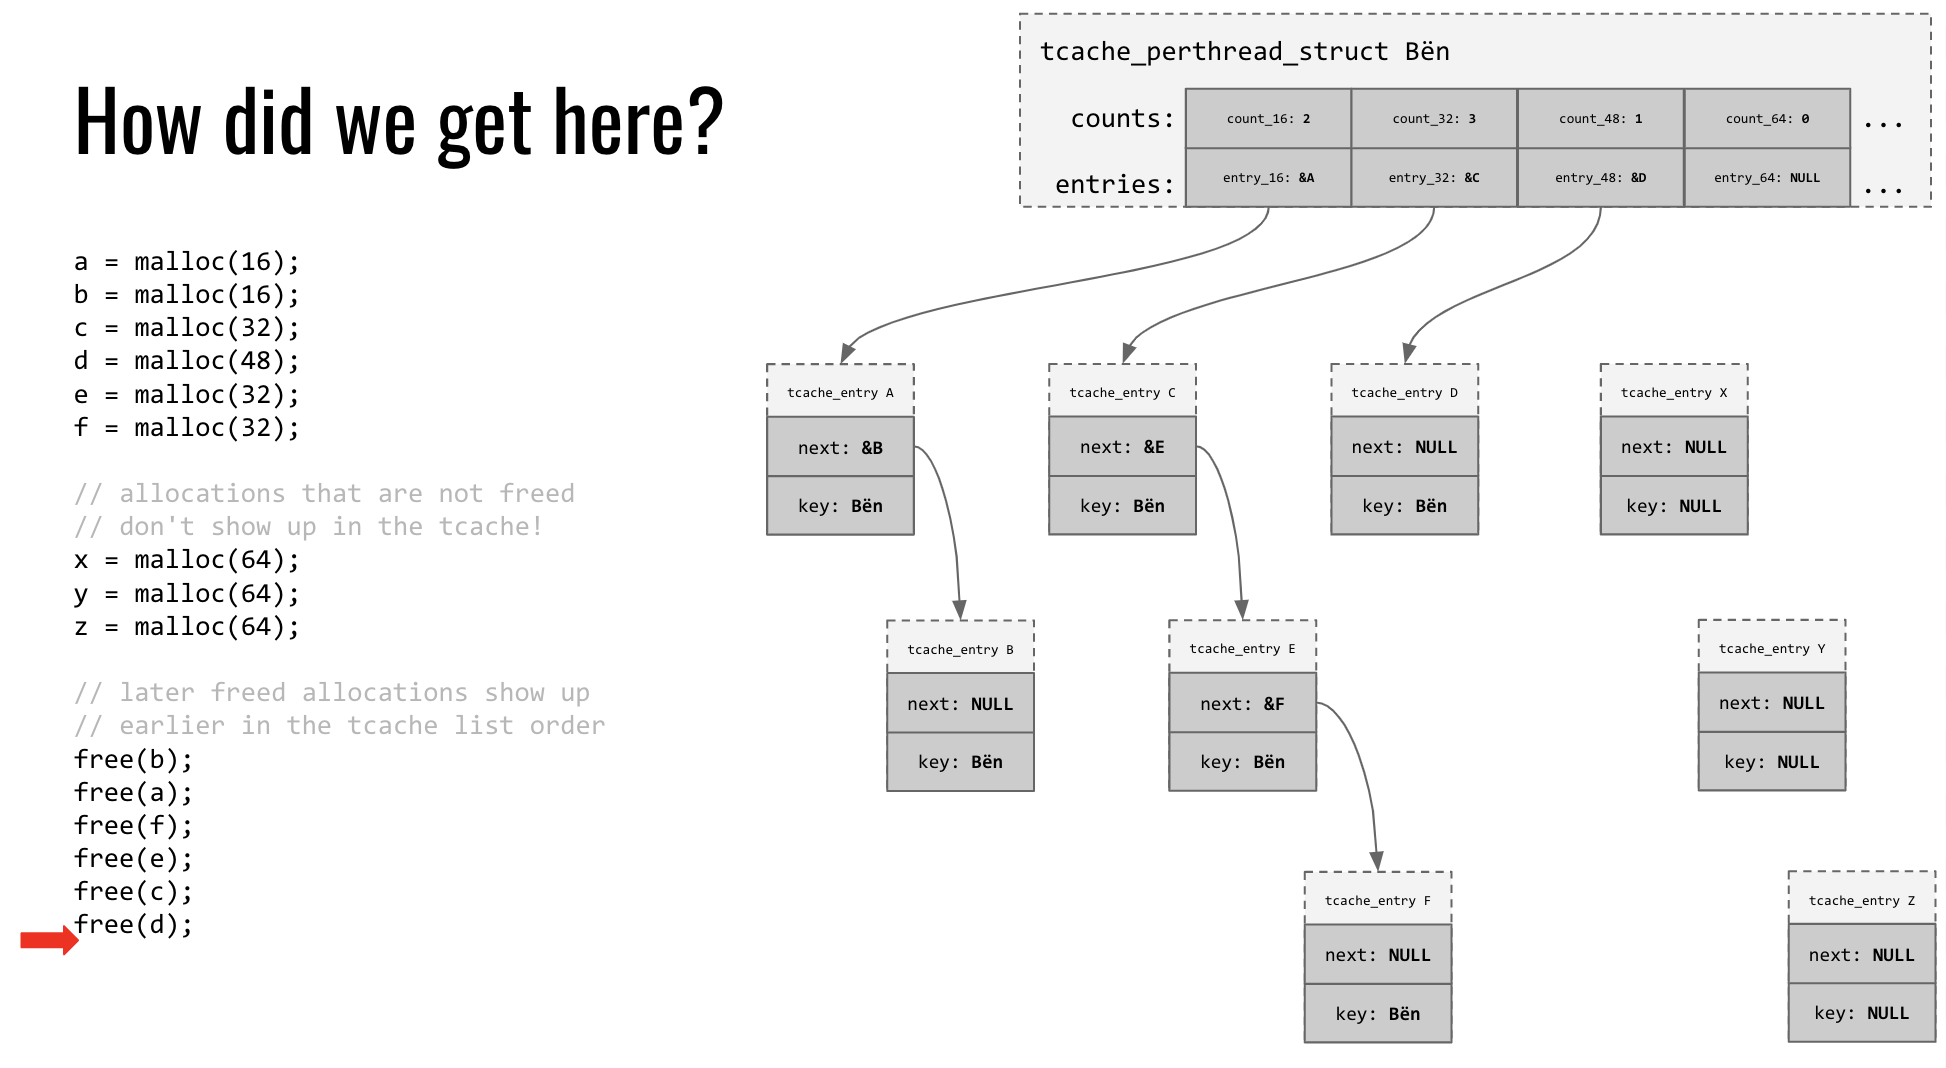 How did we get here?
a = malloc(16);
b = malloc(16);
c = malloc(32);
d = malloc(48);
e = malloc(32);
f = malloc(32);
// allocations that are not freed
// don't show up in the tcache!
x = malloc(64);
y = malloc(64);
z = malloc(64);
// later freed allocations show up
// earlier in the tcache list order
free(b);
free(a);
free(f);
free(e);
free(c);
free(d);
tcache_perthread_struct Bën
counts: count_16: 2 count_32: 3 count_48: 1 count_64: 0 ...
entries: entry_16: &A entry_32: &C entry_48: &D entry_64: NULL ...
tcache_entry A
next: &B
key: Bën
tcache_entry C
next: &E
key: Bën
tcache_entry D
next: NULL
key: Bën
tcache_entry X
next: NULL
key: NULL
tcache_entry B
next: NULL
key: Bën
tcache_entry E
next: &F
key: Bën
tcache_entry Y
next: NULL
key: NULL
tcache_entry F
next: NULL
key: Bën
tcache_entry Z
next: NULL
key: NULL